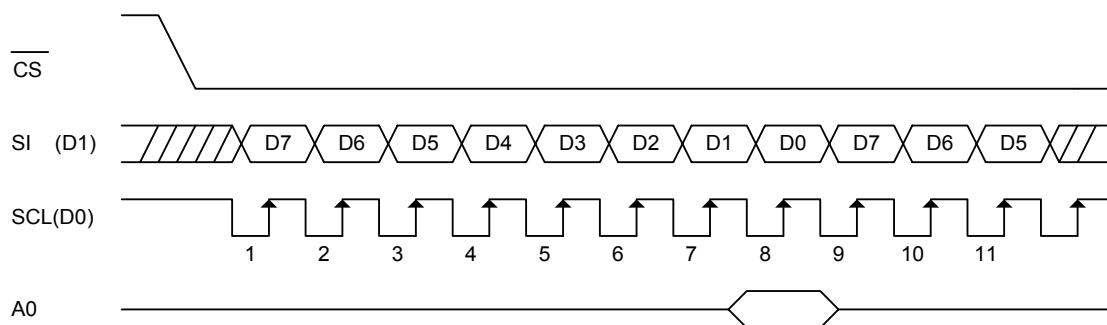 CS
SI (D1) D7 D6 D5 D4 D3 D2 D1 D0 D7 D6 D5
SCL(D0)
1 2 3 4 5 6 7 8 9 10 11
A0